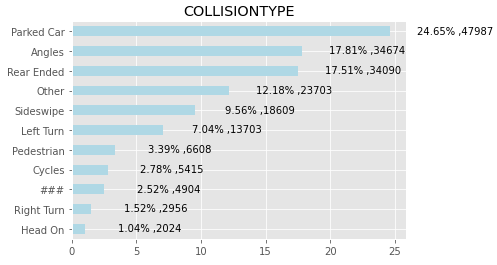 COLLISIONTYPE
Parked Car 24.65% ,47987
Angles 17.81% ,34674
Rear Ended 17.51% ,34090
Other 12.18% ,23703
Sideswipe 9.56% ,18609
Left Turn 7.04% ,13703
Pedestrian 3.39% ,6608
Cycles 2.78% ,5415
### 2.52% ,4904
Right Turn 1.52% ,2956
Head On 1.04% ,2024
0 5 10 15 20 25